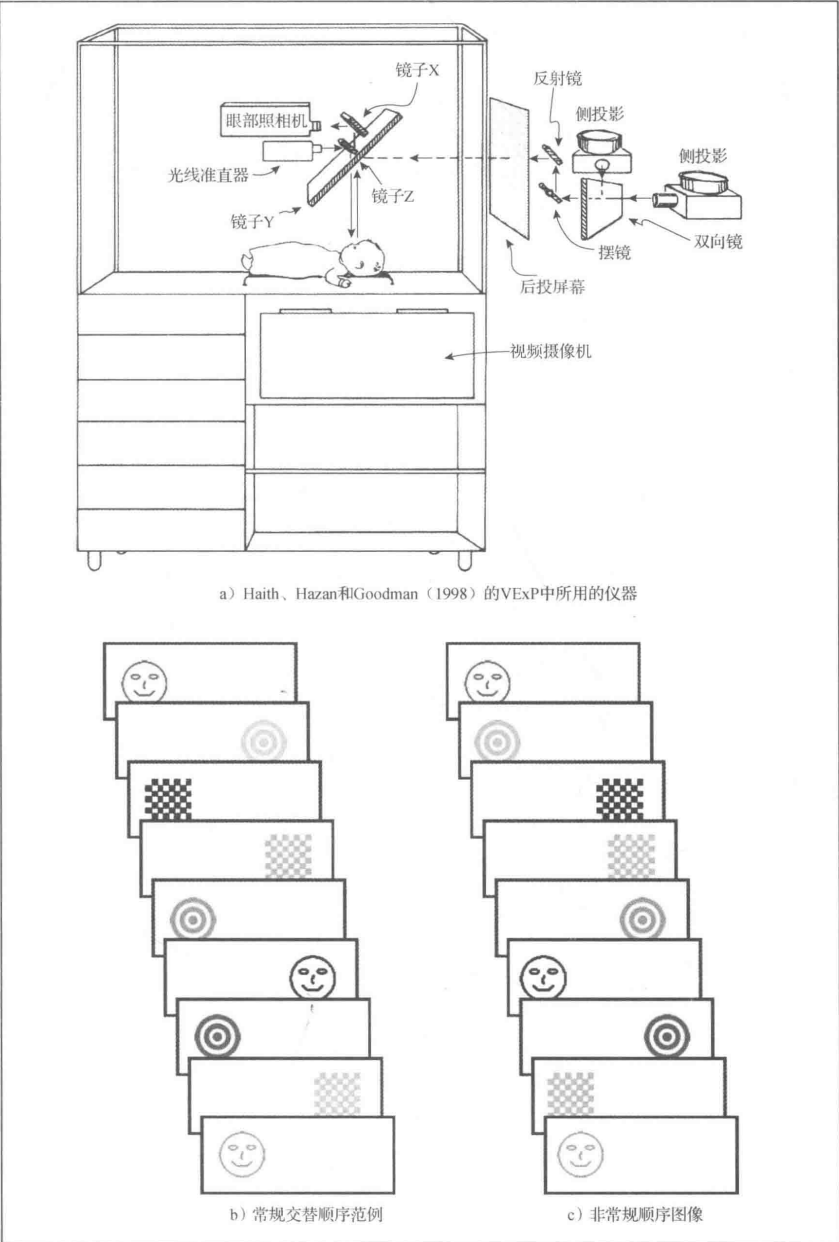 镜子X
反射镜
侧投影
眼部照相机
侧投影
光线准直器
镜子Z
镜子Y
双向镜
摆镜
后投屏幕
视频摄像机
a）Haith、Hazan和Goodman（1998）的VExP中所用的仪器
b）常规交替顺序范例
c）非常规顺序图像